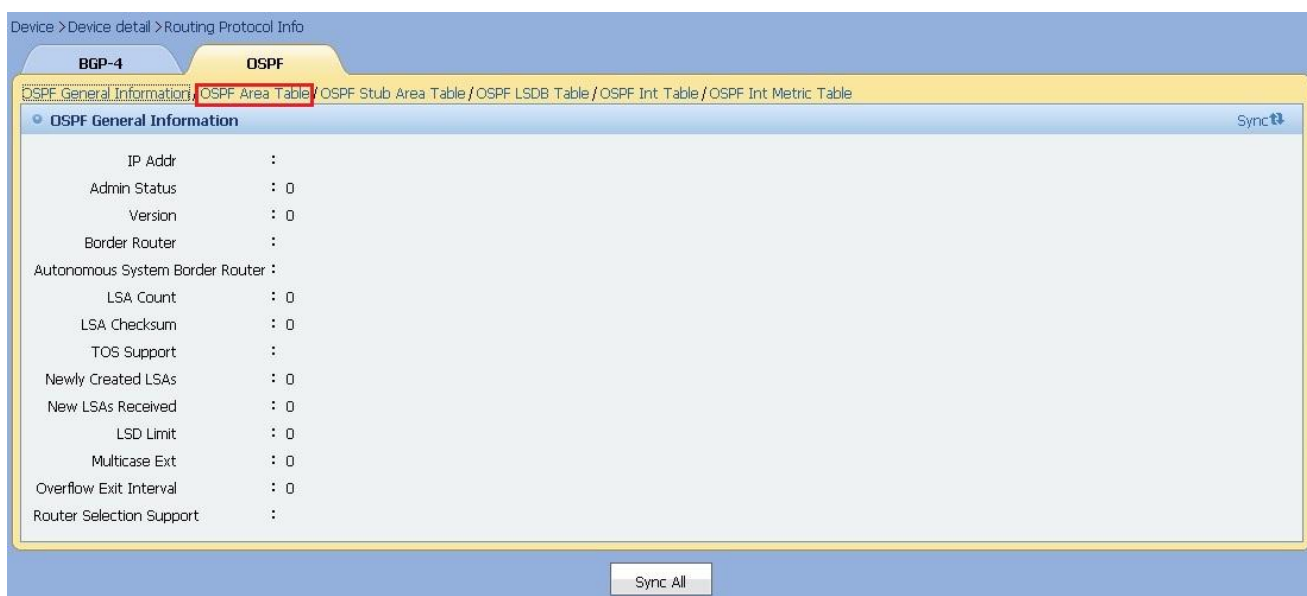 Device >Device detail >Routing Protocol Info
BGP-4 OSPF
OSPF General Information / OSPF Area Table / OSPF Stub Area Table / OSPF LSDB Table / OSPF Int Table / OSPF Int Metric Table
OSPF General Information Sync
IP Addr :
Admin Status : 0
Version : 0
Border Router :
Autonomous System Border Router :
LSA Count : 0
LSA Checksum : 0
TOS Support :
Newly Created LSAs : 0
New LSAs Received : 0
LSD Limit : 0
Multicase Ext : 0
Overflow Exit Interval : 0
Router Selection Support :
Sync All